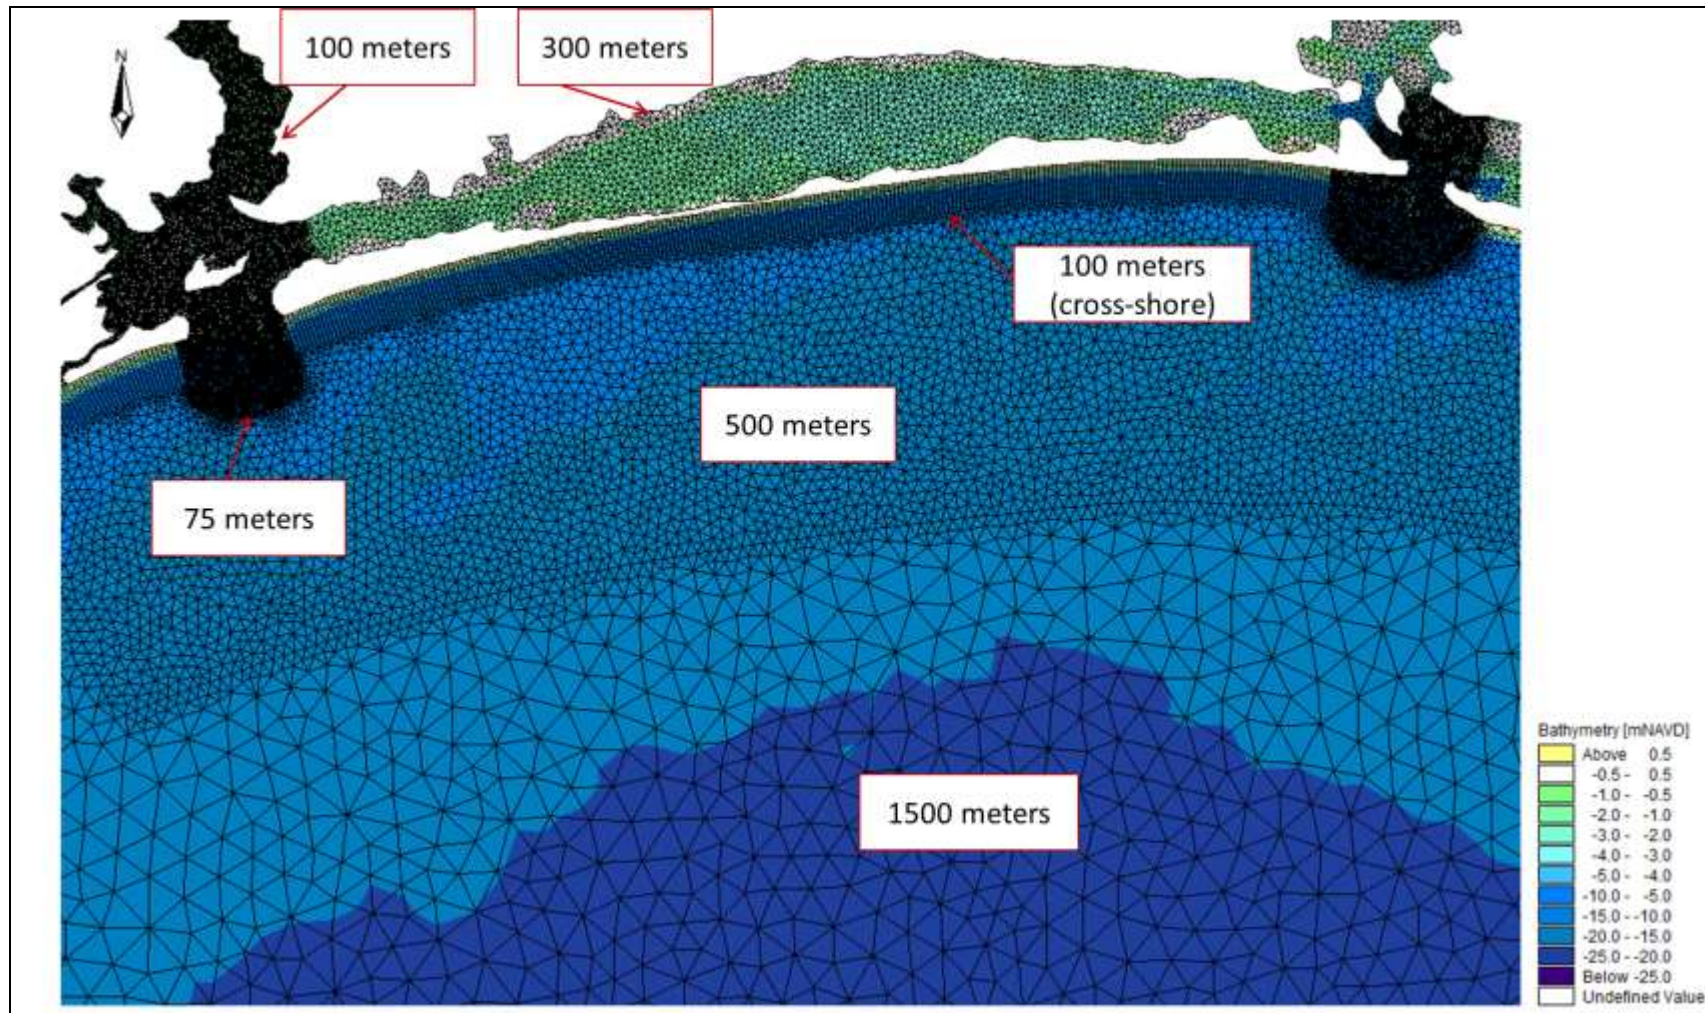 N
100 meters
300 meters
100 meters
(cross-shore)
500 meters
75 meters
1500 meters
Bathymetry [mNAVD]
Above 0.5
-0.5 - 0.5
-1.0 - -0.5
-2.0 - -1.0
-3.0 - -2.0
-4.0 - -3.0
-5.0 - -4.0
-10.0 - -5.0
-15.0 - -10.0
-20.0 - -15.0
-25.0 - -20.0
Below -25.0
Undefined Value